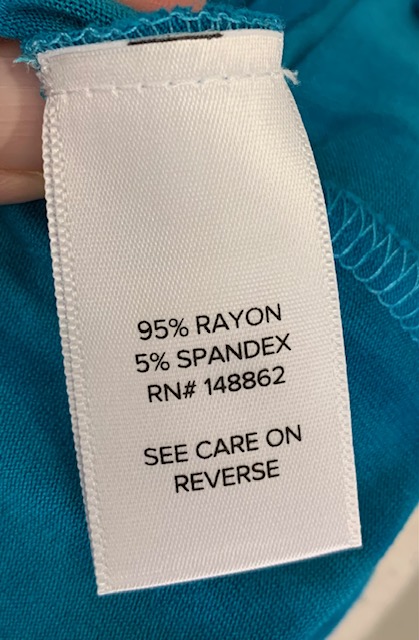 95% RAYON
5% SPANDEX
RN# 148862
SEE CARE ON
REVERSE